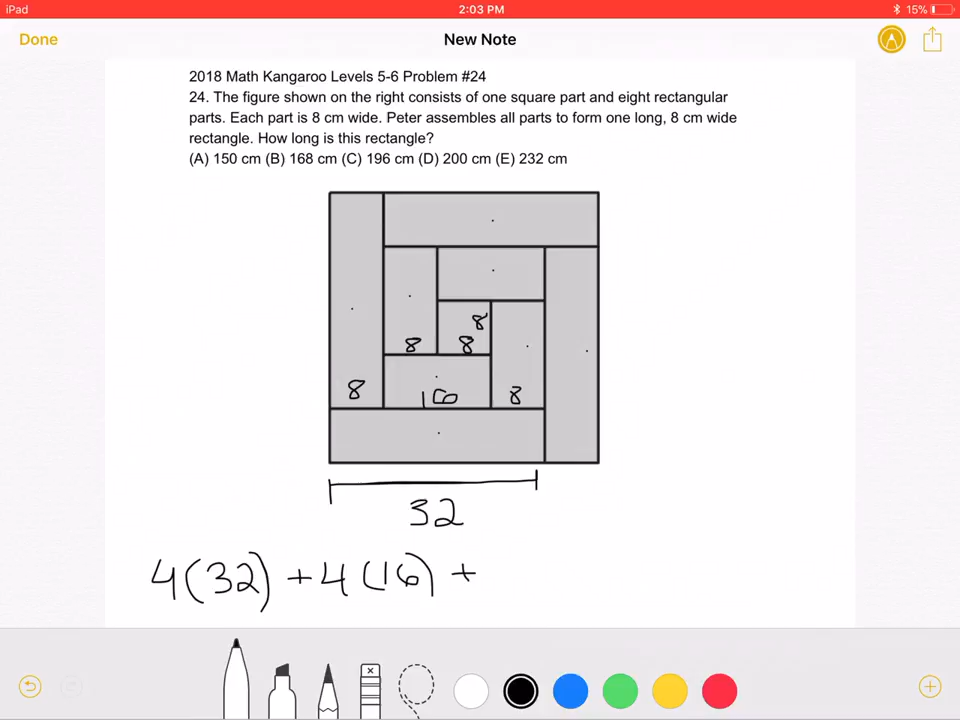 iPad
2:03 PM
15%
Done
New Note
2018 Math Kangaroo Levels 5-6 Problem #24
24. The figure shown on the right consists of one square part and eight rectangular
parts. Each part is 8 cm wide. Peter assembles all parts to form one long, 8 cm wide
rectangle. How long is this rectangle?
(A) 150 cm (B) 168 cm (C) 196 cm (D) 200 cm (E) 232 cm
8
8 8
8 16 8
32
4(32) + 4(16) +